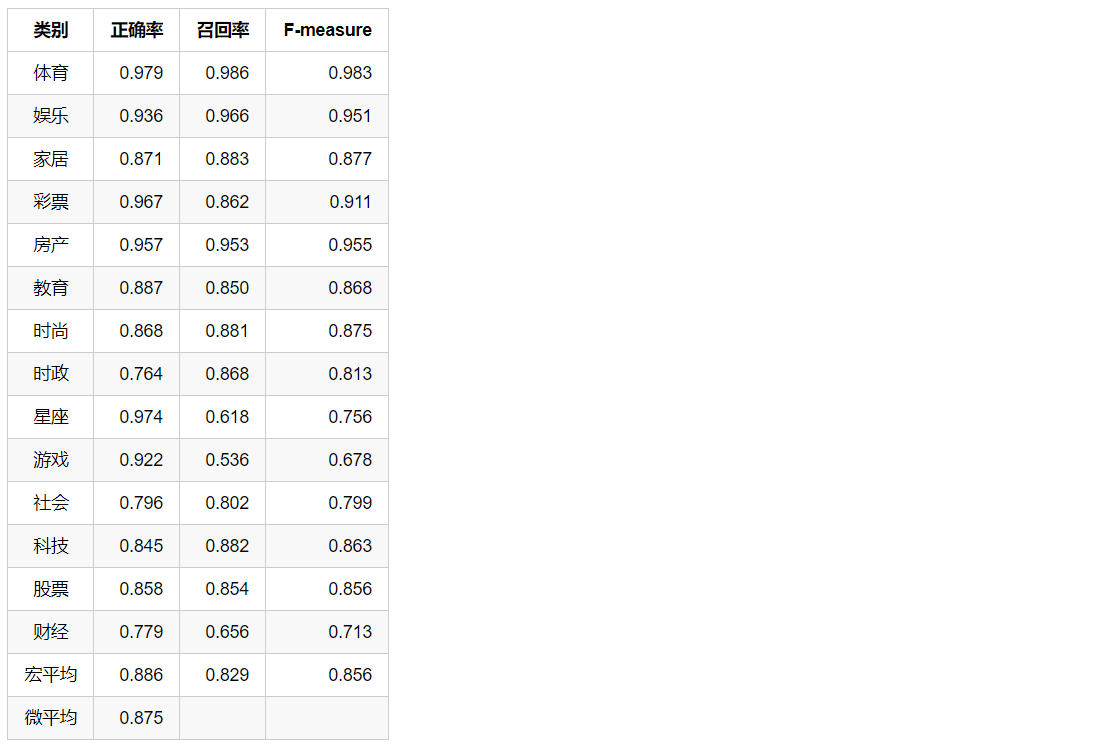 类别 正确率 召回率 F-measure
体育 0.979 0.986 0.983
娱乐 0.936 0.966 0.951
家居 0.871 0.883 0.877
彩票 0.967 0.862 0.911
房产 0.957 0.953 0.955
教育 0.887 0.850 0.868
时尚 0.868 0.881 0.875
时政 0.764 0.868 0.813
星座 0.974 0.618 0.756
游戏 0.922 0.536 0.678
社会 0.796 0.802 0.799
科技 0.845 0.882 0.863
股票 0.858 0.854 0.856
财经 0.779 0.656 0.713
宏平均 0.886 0.829 0.856
微平均 0.875